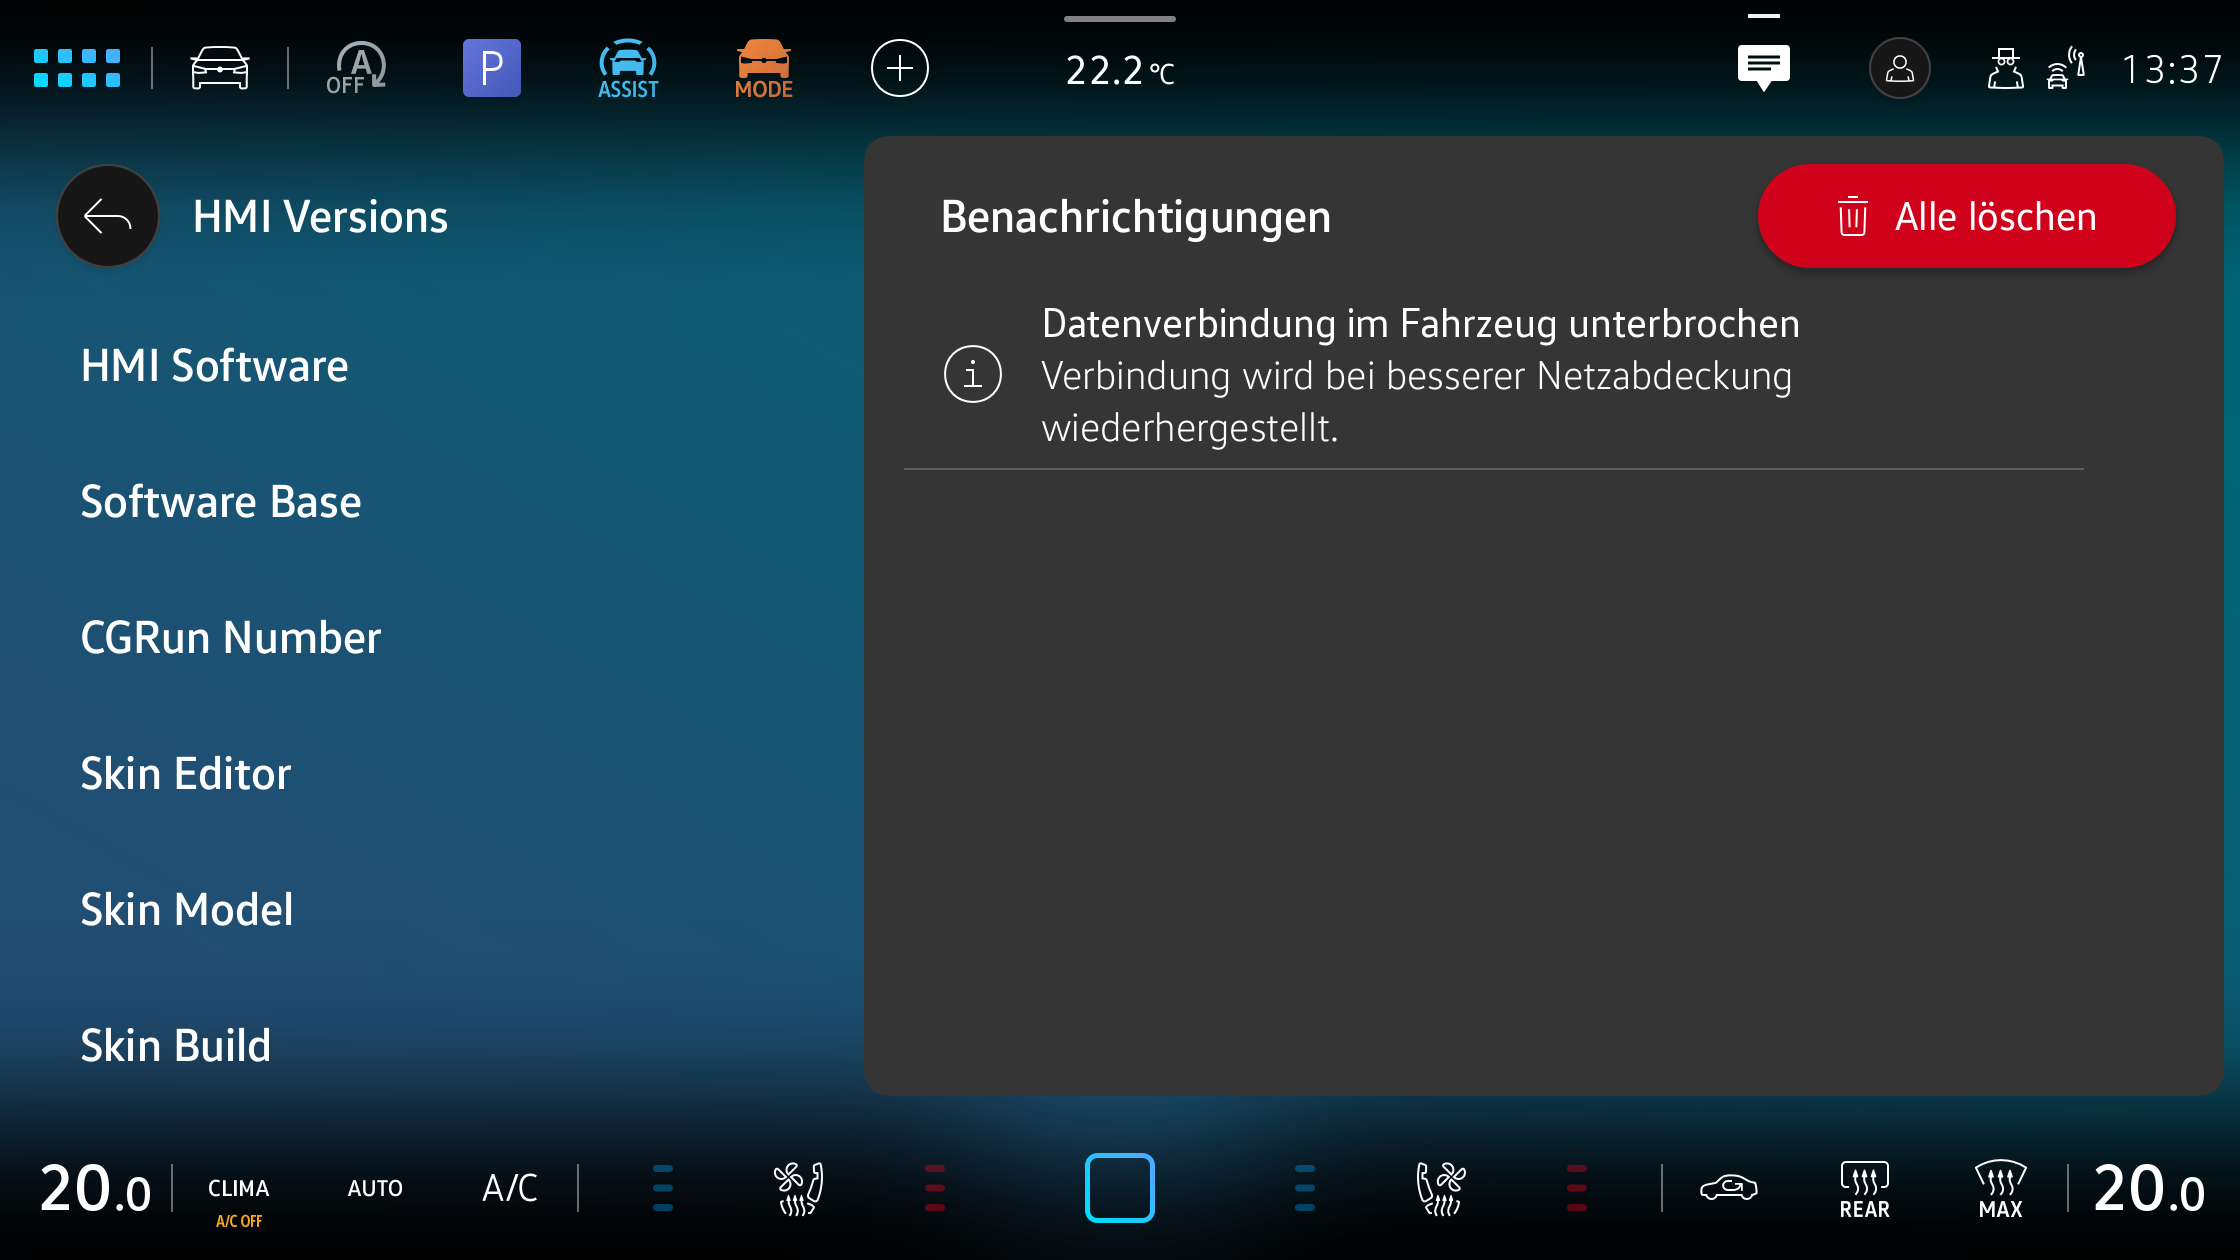 A
OFF
P
ASSIST
MODE
22.2 °C
13:37
HMI Versions
HMI Software
Software Base
CGRun Number
Skin Editor
Skin Model
Skin Build
Benachrichtigungen
Alle löschen
Datenverbindung im Fahrzeug unterbrochen
Verbindung wird bei besserer Netzabdeckung
wiederhergestellt.
20.0
CLIMA
A/C OFF
AUTO
A/C
REAR
MAX
20.0